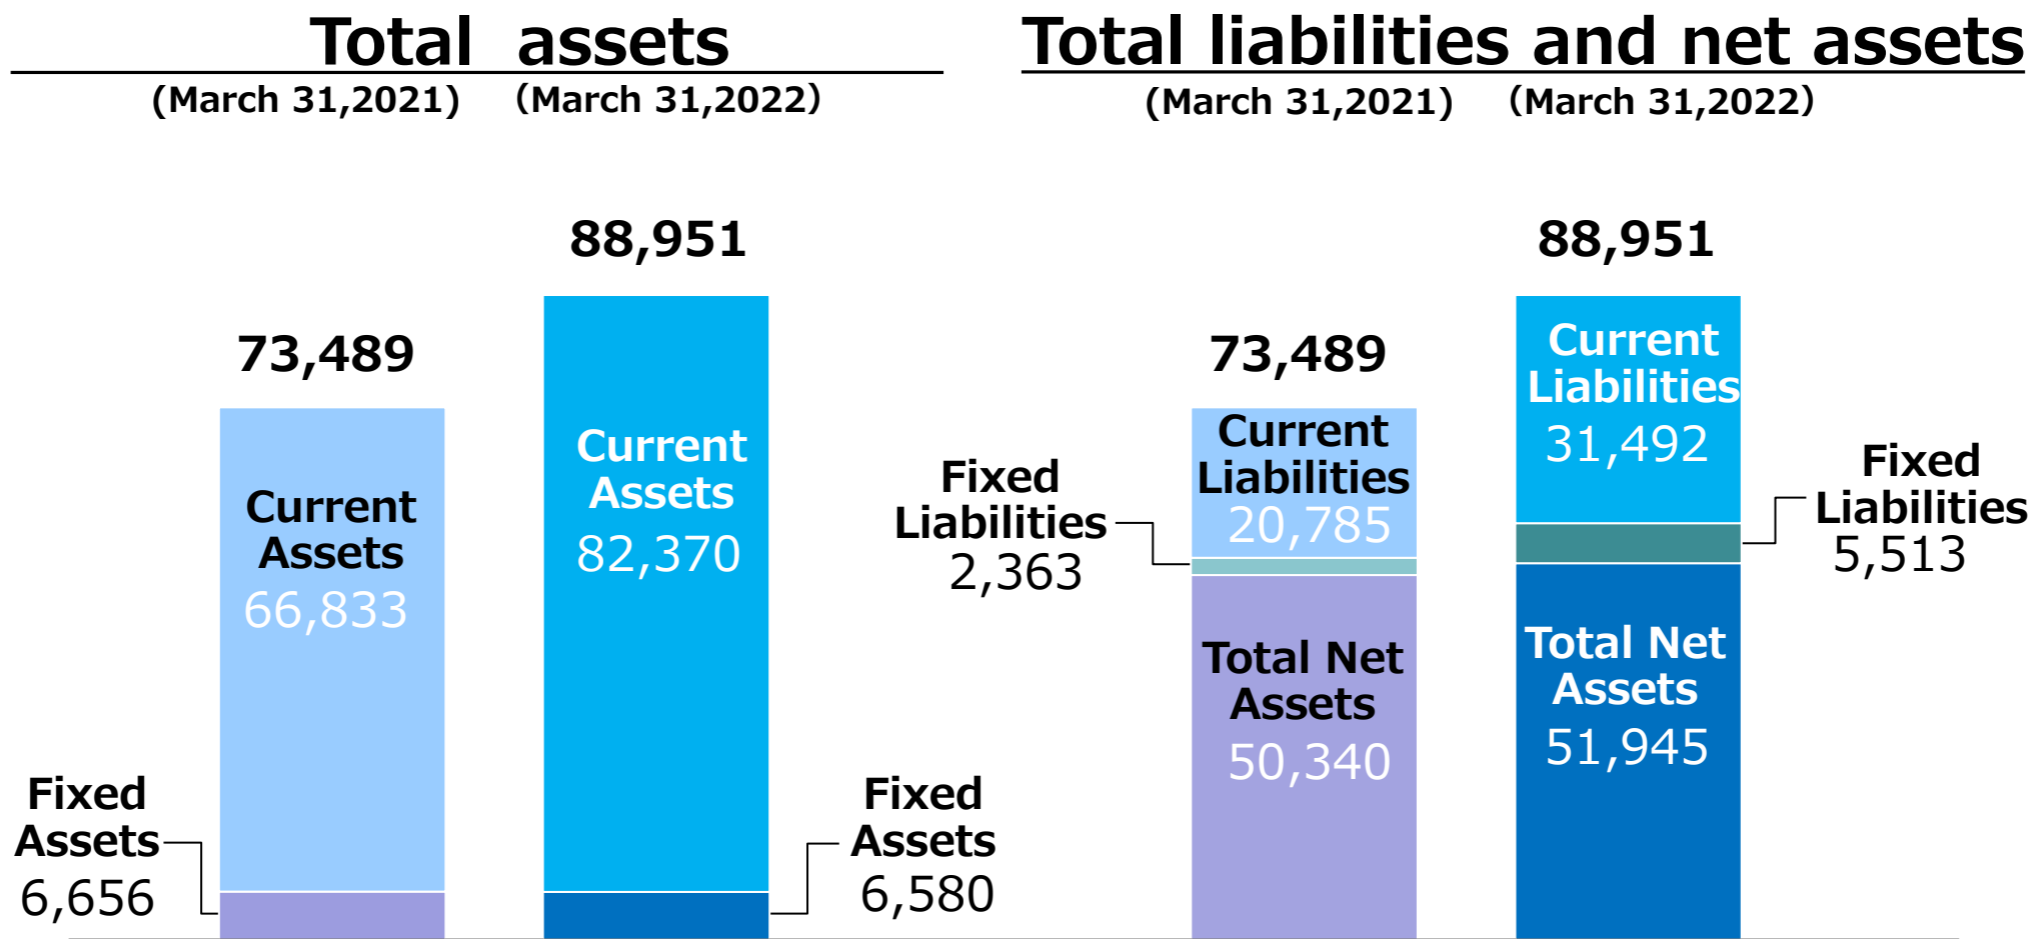 Total assets
(March 31,2021)
(March 31,2022)
73,489
Current
Assets
66,833
Fixed
Assets
6,656
88,951
Current
Assets
82,370
Fixed
Assets
6,580
Total liabilities and net assets
(March 31,2021)
(March 31,2022)
73,489
Current
Liabilities
20,785
Fixed
Liabilities
2,363
Total Net
Assets
50,340
88,951
Current
Liabilities
31,492
Fixed
Liabilities
5,513
Total Net
Assets
51,945